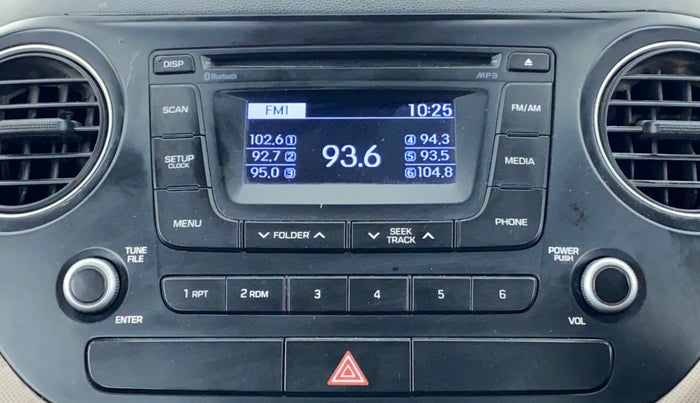 DISP
Bluetooth
MP3
SCAN
FM1 10:25
FM/AM
102.6 1
92.7 2
95.0 3
93.6
4 94.3
5 93.5
6 104.8
SETUP
CLOCK
MEDIA
MENU
FOLDER
SEEK
TRACK
PHONE
TUNE
FILE
POWER
PUSH
1 RPT 2 RDM 3 4 5 6
ENTER
VOL